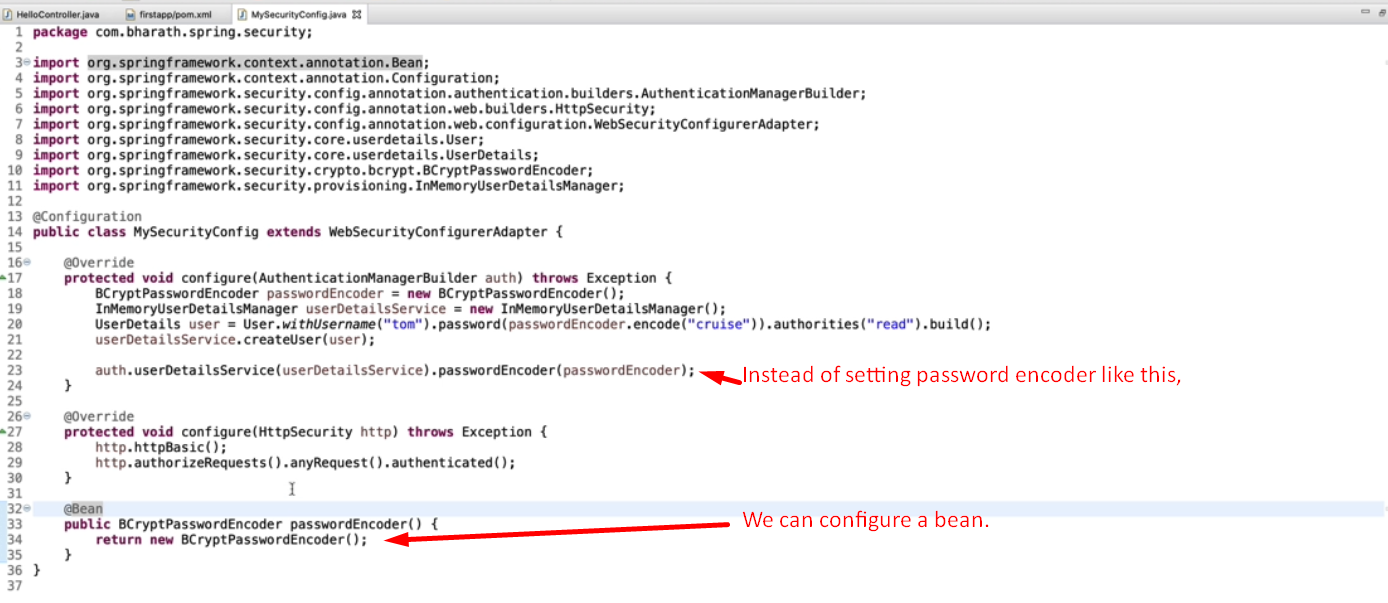 HelloController.java firstapp/pom.xml MySecurityConfig.java
1 package com.bharath.spring.security;
2
3 import org.springframework.context.annotation.Bean;
4 import org.springframework.context.annotation.Configuration;
5 import org.springframework.security.config.annotation.authentication.builders.AuthenticationManagerBuilder;
6 import org.springframework.security.config.annotation.web.builders.HttpSecurity;
7 import org.springframework.security.config.annotation.web.configuration.WebSecurityConfigurerAdapter;
8 import org.springframework.security.core.userdetails.User;
9 import org.springframework.security.core.userdetails.UserDetails;
10 import org.springframework.security.crypto.bcrypt.BCryptPasswordEncoder;
11 import org.springframework.security.provisioning.InMemoryUserDetailsManager;
12
13 @Configuration
14 public class MySecurityConfig extends WebSecurityConfigurerAdapter {
15
16 @Override
17 protected void configure(AuthenticationManagerBuilder auth) throws Exception {
18 BCryptPasswordEncoder passwordEncoder = new BCryptPasswordEncoder();
19 InMemoryUserDetailsManager userDetailsService = new InMemoryUserDetailsManager();
20 UserDetails user = User.withUsername("tom").password(passwordEncoder.encode("cruise")).authorities("read").build();
21 userDetailsService.createUser(user);
22
23 auth.userDetailsService(userDetailsService).passwordEncoder(passwordEncoder); Instead of setting password encoder like this,
24 }
25
26 @Override
27 protected void configure(HttpSecurity http) throws Exception {
28 http.httpBasic();
29 http.authorizeRequests().anyRequest().authenticated();
30 }
31
32 @Bean
33 public BCryptPasswordEncoder passwordEncoder() { We can configure a bean.
34 return new BCryptPasswordEncoder();
35 }
36 }
37